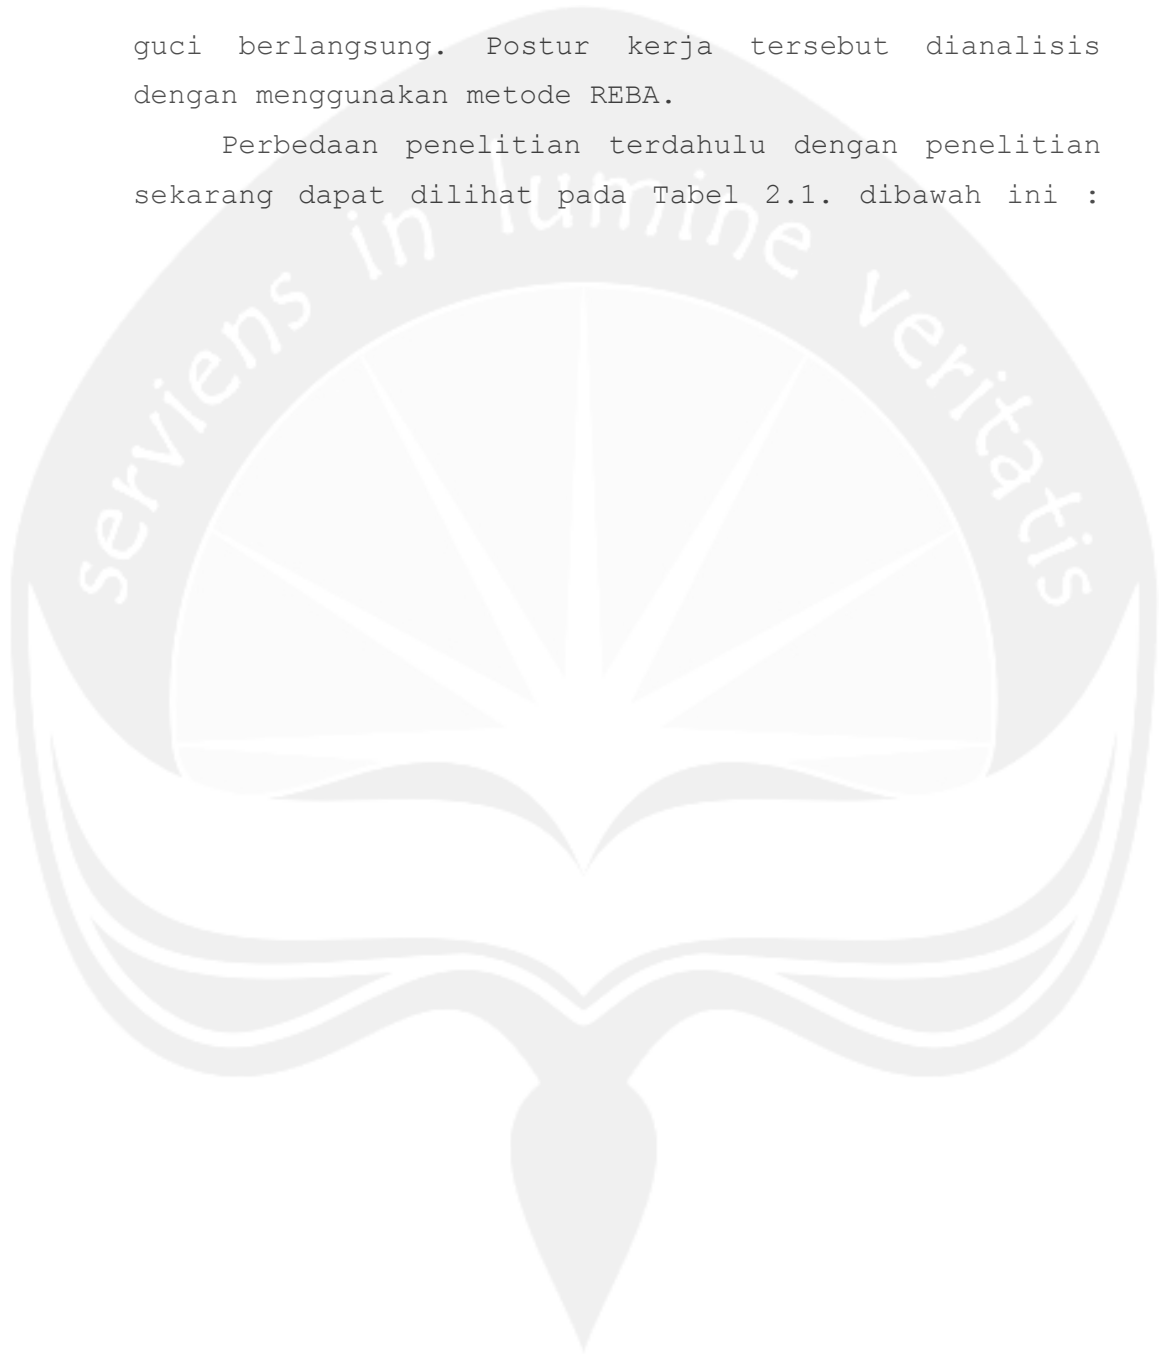 guci berlangsung. Postur kerja tersebut dianalisis
dengan menggunakan metode REBA.
Perbedaan penelitian terdahulu dengan penelitian
sekarang dapat dilihat pada Tabel 2.1. dibawah ini :
serviens in lumine veritatis